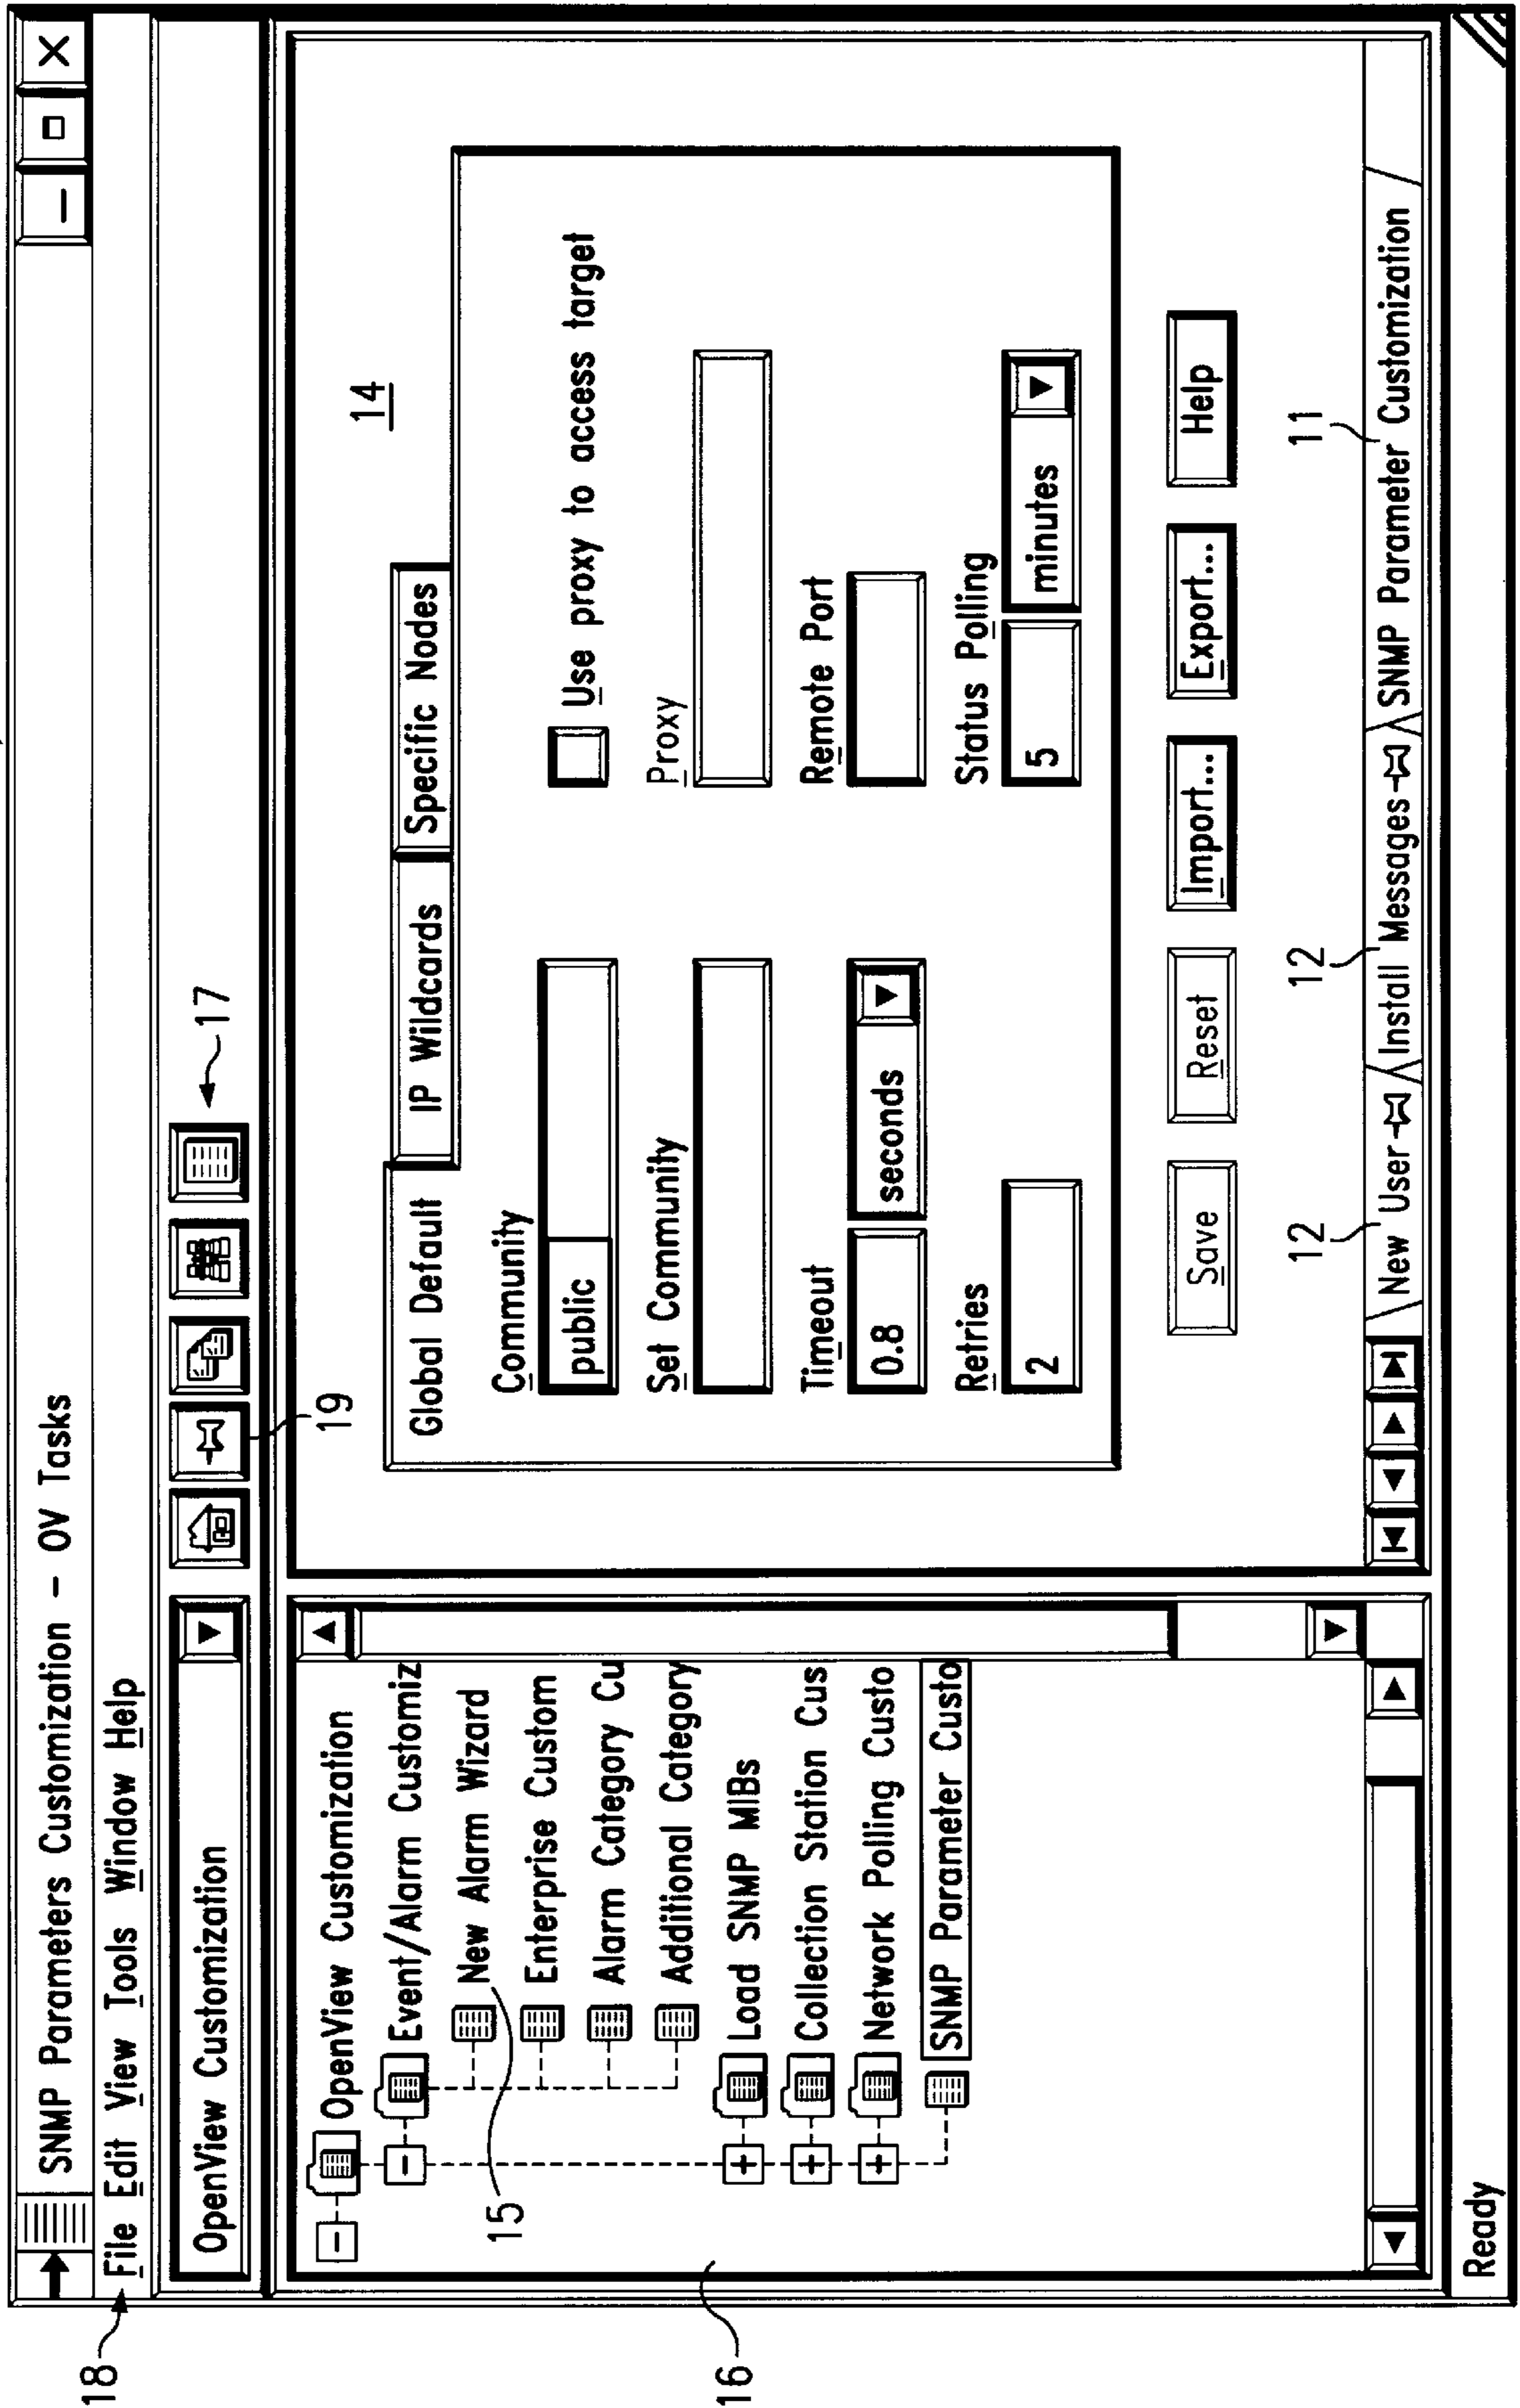 SNMP Parameters Customization - OV Tasks
18
File Edit View Tools Window Help
OpenView Customization
17
19
OpenView Customization
Event/Alarm Customiz
New Alarm Wizard
Enterprise Custom
Alarm Category Cu
Additional Category
Load SNMP MIBs
Collection Station Cus
Network Polling Custo
SNMP Parameter Custo
15
16
14
Global Default
IP Wildcards
Specific Nodes
Community
public
Use proxy to access target
Set Community
Proxy
Timeout
0.8
seconds
Remote Port
Retries
2
Status Polling
5
minutes
Save
Reset
Import...
Export...
Help
12
12
11
New User
Install Messages
SNMP Parameter Customization
Ready